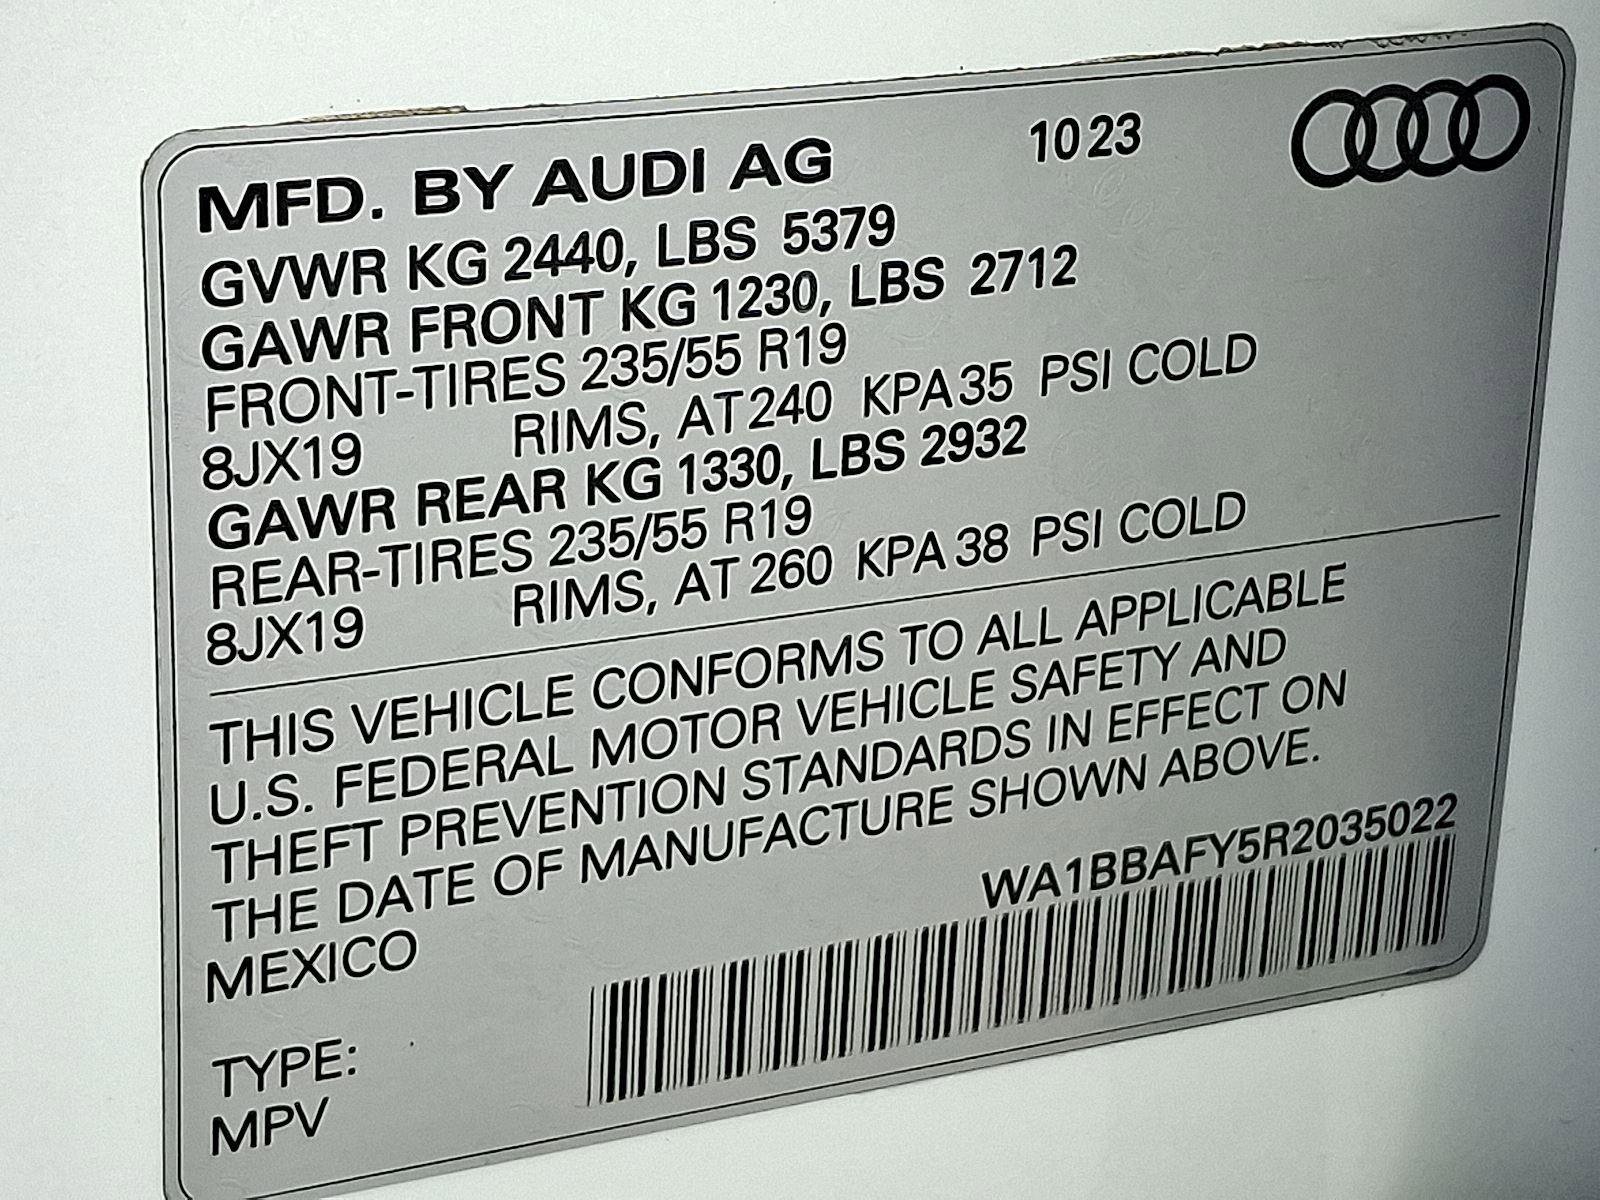 MFD. BY AUDI AG 10 23
GVWR KG 2440, LBS 5379
GAWR FRONT KG 1230, LBS 2712
FRONT-TIRES 235/55 R19
8JX19 RIMS, AT 240 KPA 35 PSI COLD
GAWR REAR KG 1330, LBS 2932
REAR-TIRES 235/55 R19
8JX19 RIMS, AT 260 KPA 38 PSI COLD
THIS VEHICLE CONFORMS TO ALL APPLICABLE
U.S. FEDERAL MOTOR VEHICLE SAFETY AND
THEFT PREVENTION STANDARDS IN EFFECT ON
THE DATE OF MANUFACTURE SHOWN ABOVE.
MEXICO
WA1BBAFY5R2035022
TYPE:
MPV